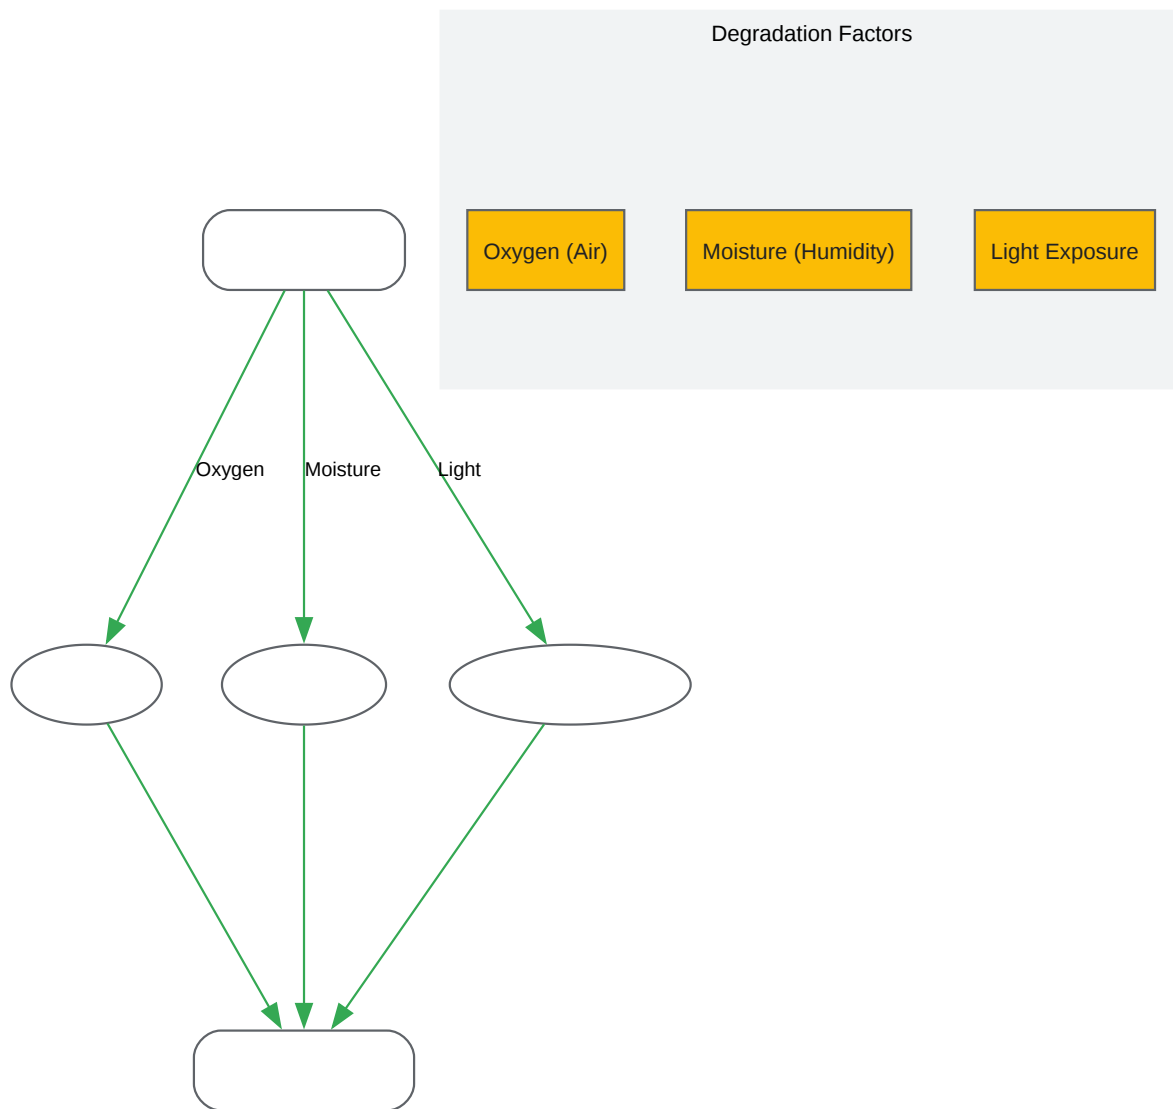 Degradation Factors
Oxygen (Air)
Moisture (Humidity)
Light Exposure
Oxygen
Moisture
Light